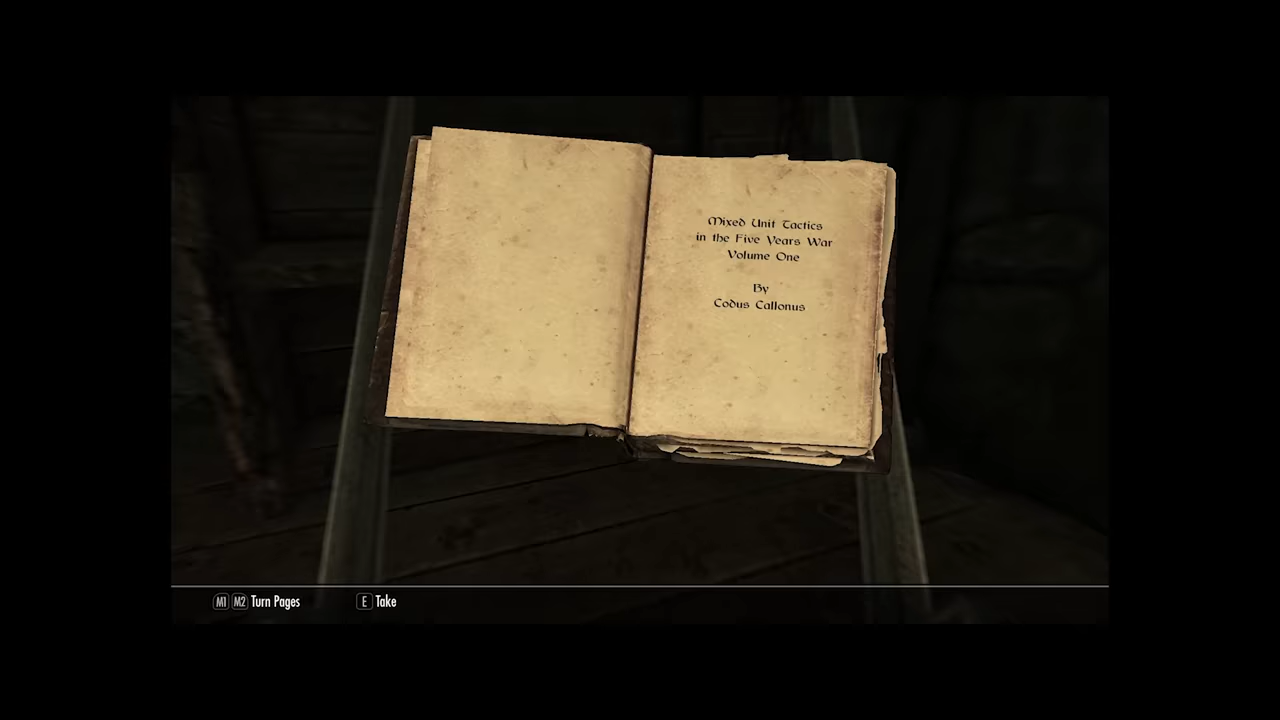 Mixed Unit Tactics
in the Five Years War
Volume One
By
Codus Callonus
M1 M2 Turn Pages
E Take